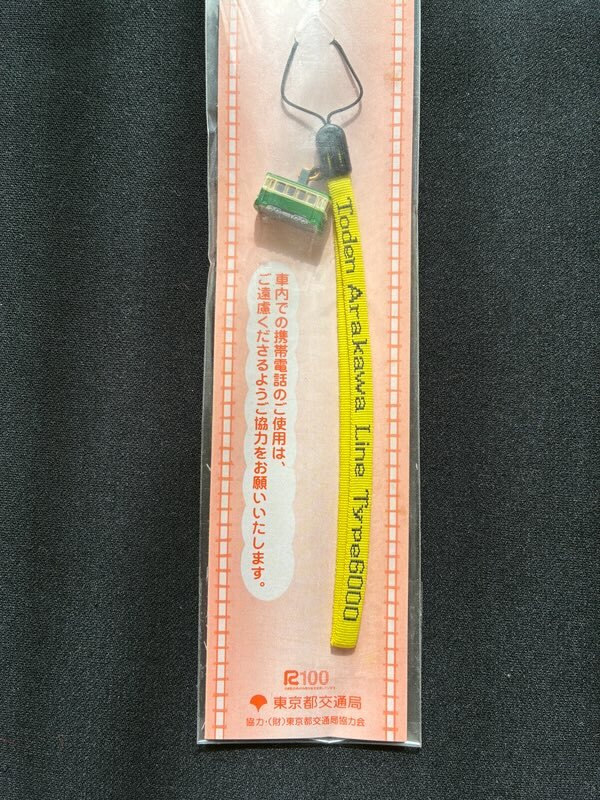 Toden Arakawa Line Type6000
車内での携帯電話のご使用は、
ご遠慮くださるようご協力をお願いいたします。
R100
東京都交通局
協力・(財)東京都交通局協力会